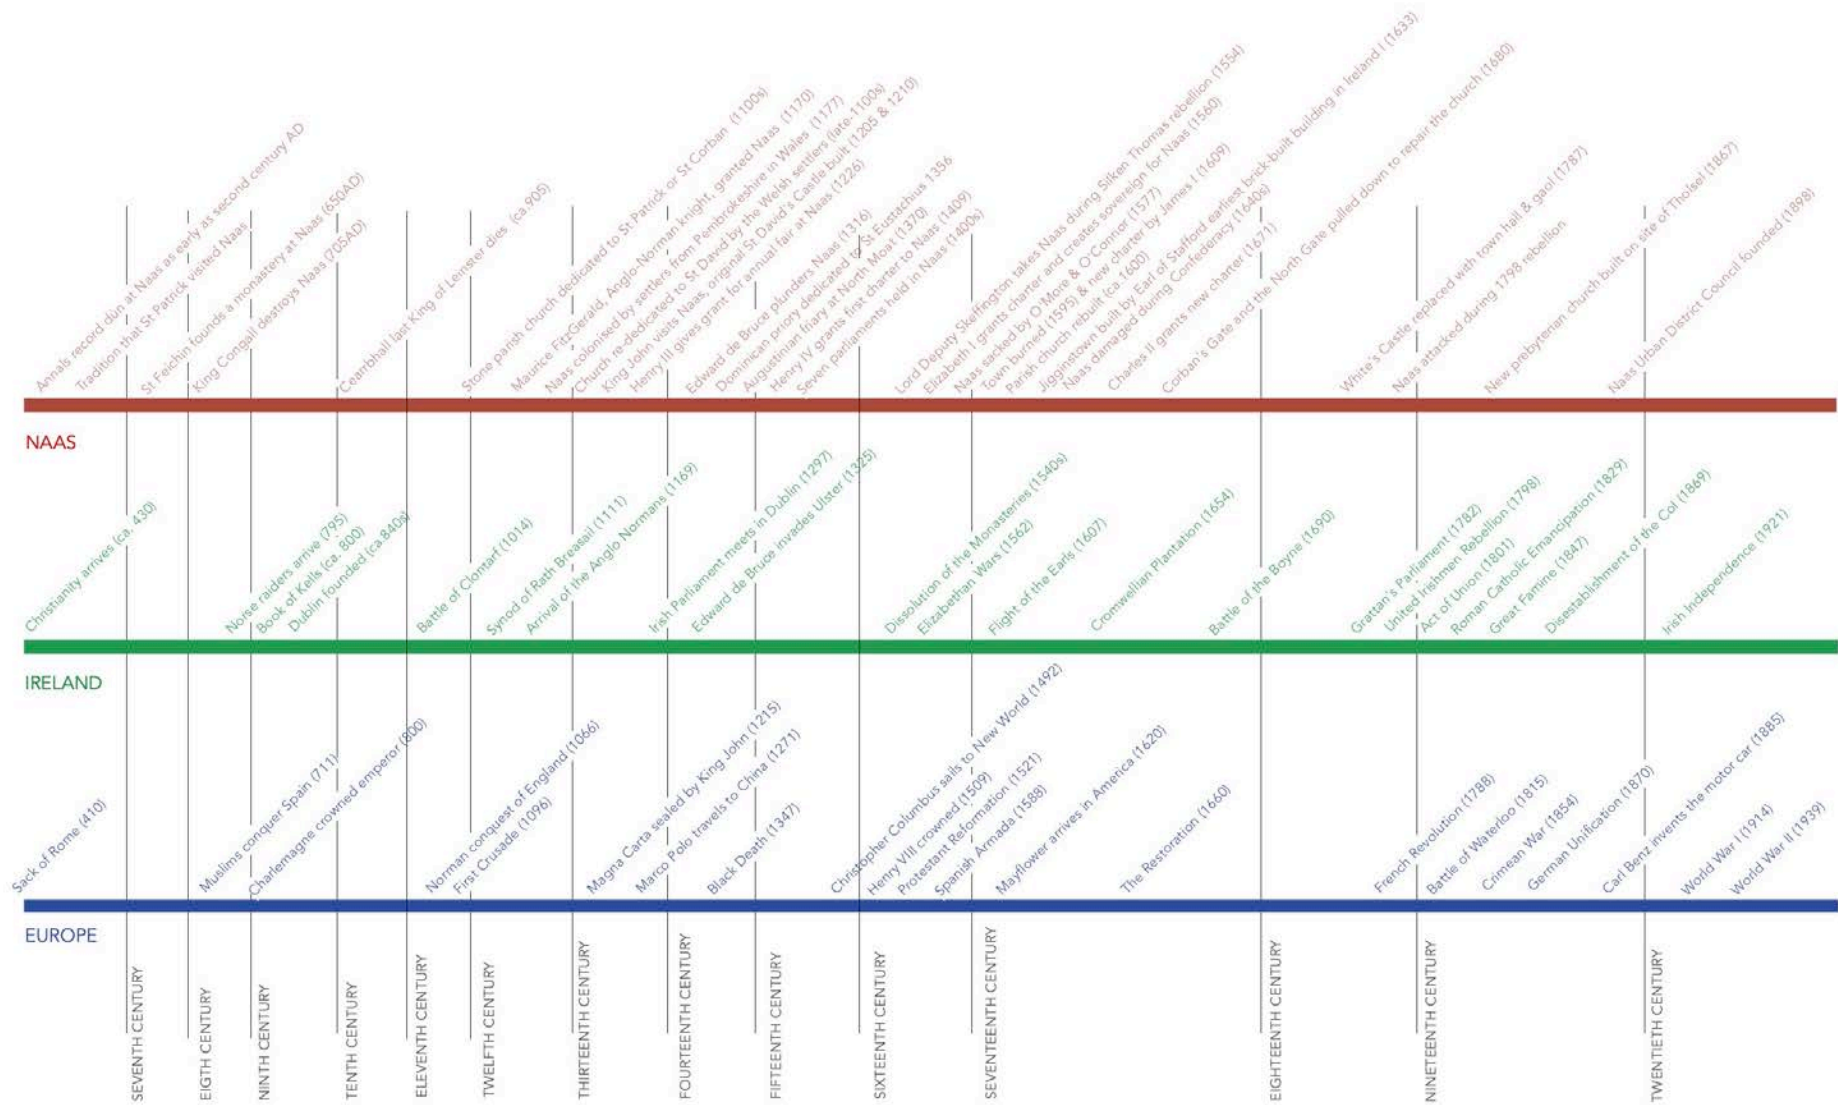 Annals record dún at Naas as early as second century AD
Tradition that St Patrick visited Naas
St Feichin founds a monastery at Naas (650AD)
King Congall destroys Naas (705AD)
Cearbhall last King of Leinster dies (ca.905)
Stone parish church dedicated to St Patrick or St Corban (1100s)
Maurice FitzGerald, Anglo-Norman knight, granted Naas (1170)
Naas colonised by settlers from Pembrokeshire in Wales (1177)
Church rededicated to St David by the Welsh settlers (late-1100s)
King John visits Naas, original St David's Castle built (1205 & 1210)
Henry III gives grant for annual fair at Naas (1226)
Edward de Bruce plunders Naas (1316)
Dominican priory dedicated to St Eustachius 1356
Augustinian friary at North Moat (1370)
Henry IV grants first charter to Naas (1409)
Seven parliaments held in Naas (1400s)
Lord Deputy Skeffington takes Naas during Silken Thomas rebellion (1554)
Elizabeth I grants charter and creates sovereign for Naas (1560)
Naas sacked by O'More & O'Connor (1577)
Town burned (1595) & new charter by James I (1609)
Parish church rebuilt (ca. 1600)
Jigginstown built by Earl of Stafford earliest brick-built building in Ireland I (1633)
Naas damaged during Confederacy (1640s)
Charles II grants new charter (1671)
Corban's Gate and the North Gate pulled down to repair the church (1680)
White's Castle replaced with town hall & gaol (1787)
Naas attacked during 1798 rebellion
New presbyterian church built on site of Tholsel (1867)
Naas Urban District Council founded (1898)
NAAS
Christianity arrives (ca. 430)
Norse raiders arrive (795)
Book of Kells (ca. 800)
Dublin founded (ca 840s)
Battle of Clontarf (1014)
Synod of Rath Breasail (1111)
Arrival of the Anglo Normans (1169)
Irish Parliament meets in Dublin (1297)
Edward de Bruce invades Ulster (1325)
Dissolution of the Monasteries (1540s)
Elizabethan Wars (1562)
Flight of the Earls (1607)
Cromwellian Plantation (1654)
Battle of the Boyne (1690)
Grattan's Parliament (1782)
United Irishmen Rebellion (1798)
Act of Union (1801)
Roman Catholic Emancipation (1829)
Great Famine (1847)
Disestablishment of the CoI (1869)
Irish Independence (1921)
IRELAND
Sack of Rome (410)
Muslims conquer Spain (711)
Charlemagne crowned emperor (800)
Norman conquest of England (1066)
First Crusade (1096)
Magna Carta sealed by King John (1215)
Marco Polo travels to China (1271)
Black Death (1347)
Christopher Columbus sails to New World (1492)
Henry VIII crowned (1509)
Protestant Reformation (1521)
Spanish Armada (1588)
Mayflower arrives in America (1620)
The Restoration (1660)
French Revolution (1788)
Battle of Waterloo (1815)
Crimean War (1854)
German Unification (1870)
Carl Benz invents the motor car (1885)
World War I (1914)
World War II (1939)
EUROPE
SEVENTH CENTURY
EIGTH CENTURY
NINTH CENTURY
TENTH CENTURY
ELEVENTH CENTURY
TWELFTH CENTURY
THIRTEENTH CENTURY
FOURTEENTH CENTURY
FIFTEENTH CENTURY
SIXTEENTH CENTURY
SEVENTEENTH CENTURY
EIGHTEENTH CENTURY
NINETEENTH CENTURY
TWENTIETH CENTURY